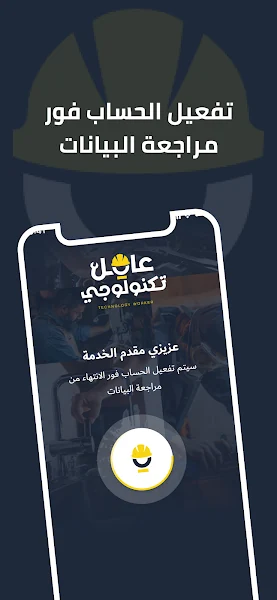 تفعيل الحساب فور
مراجعة البيانات
عامل
تكنولوجي
TECHNOLOGY WORKER
عزيزي مقدم الخدمة
سيتم تفعيل الحساب فور الانتهاء من
مراجعة البيانات